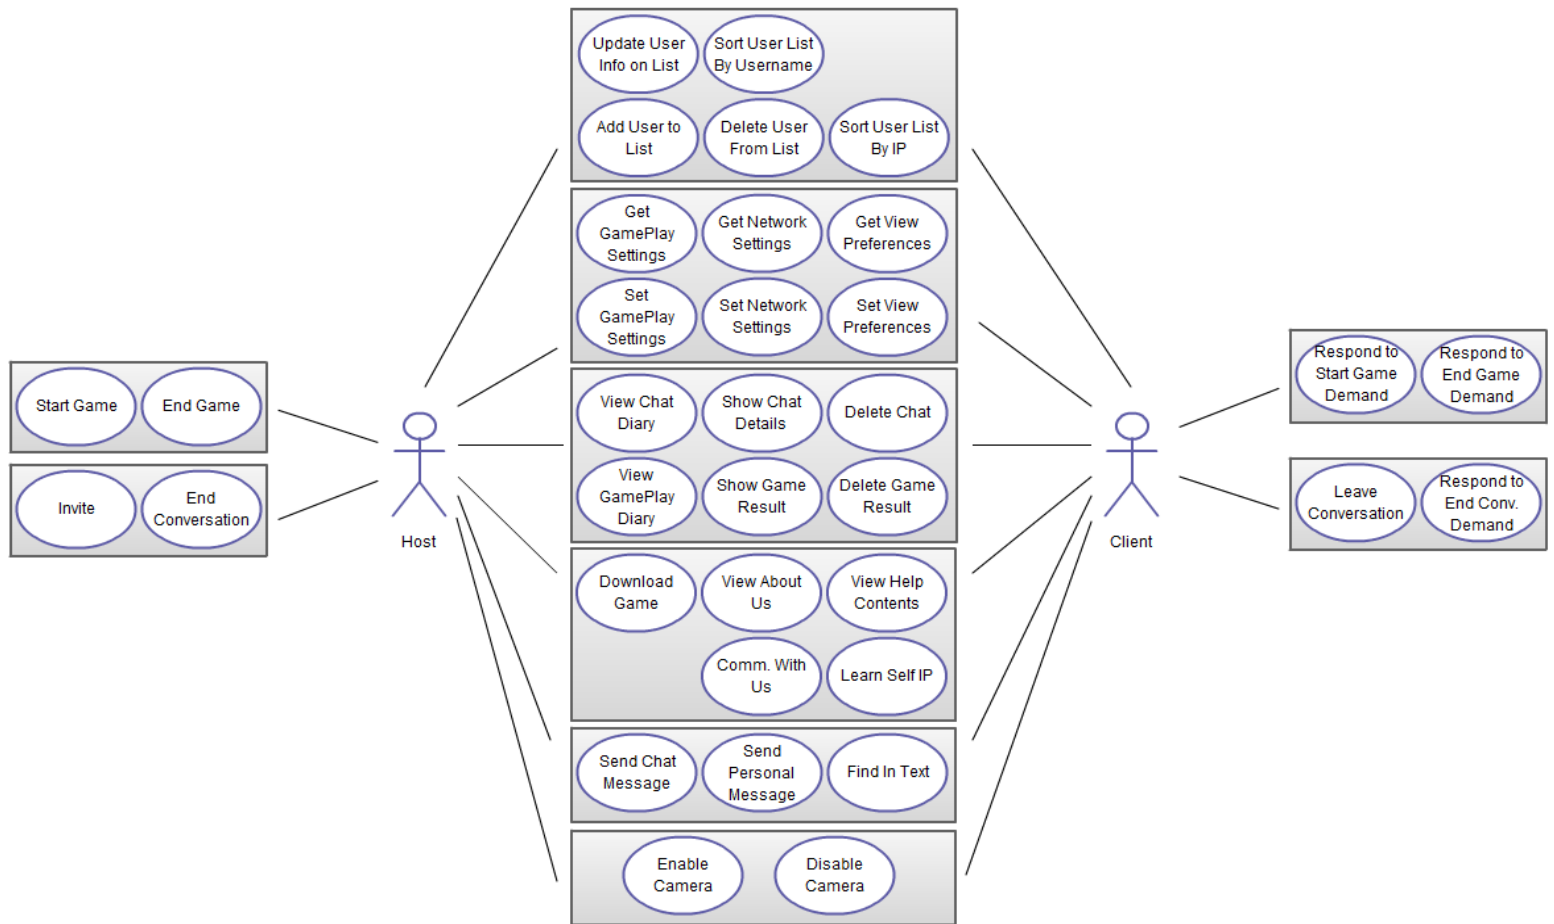 Update User
Info on List
Sort User List
By Username
Add User to
List
Delete User
From List
Sort User List
By IP
Get
GamePlay
Settings
Get Network
Settings
Get View
Preferences
Set
GamePlay
Settings
Set Network
Settings
Set View
Preferences
Start Game
End Game
Invite
End
Conversation
Host
View Chat
Diary
Show Chat
Details
Delete Chat
View
GamePlay
Diary
Show Game
Result
Delete Game
Result
Client
Respond to
Start Game
Demand
Respond to
End Game
Demand
Leave
Conversation
Respond to
End Conv.
Demand
Download
Game
View About
Us
View Help
Contents
Comm. With
Us
Learn Self IP
Send Chat
Message
Send
Personal
Message
Find In Text
Enable
Camera
Disable
Camera